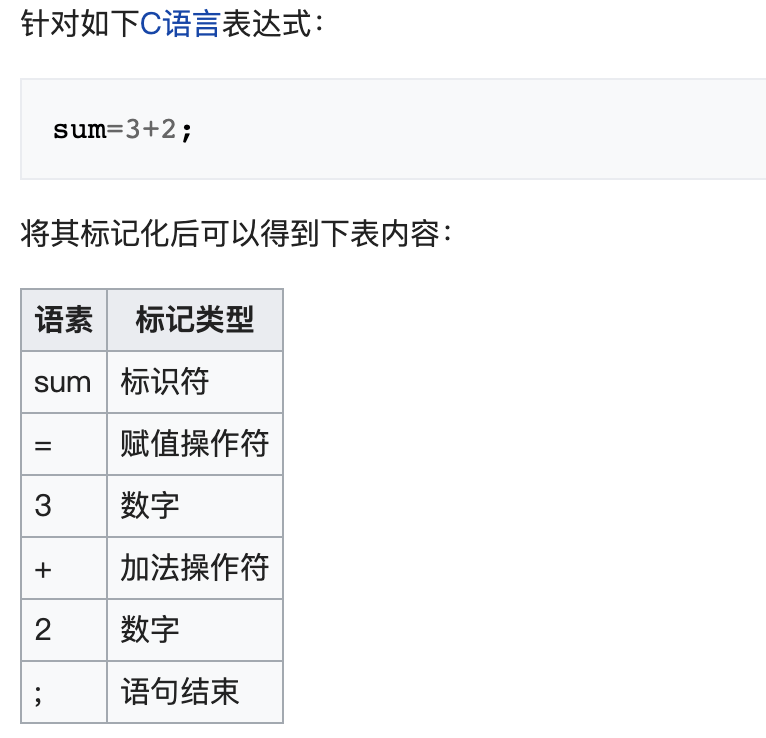 针对如下C语言表达式：
sum=3+2;
将其标记化后可以得到下表内容：
语素 标记类型
sum 标识符
= 赋值操作符
3 数字
+ 加法操作符
2 数字
; 语句结束